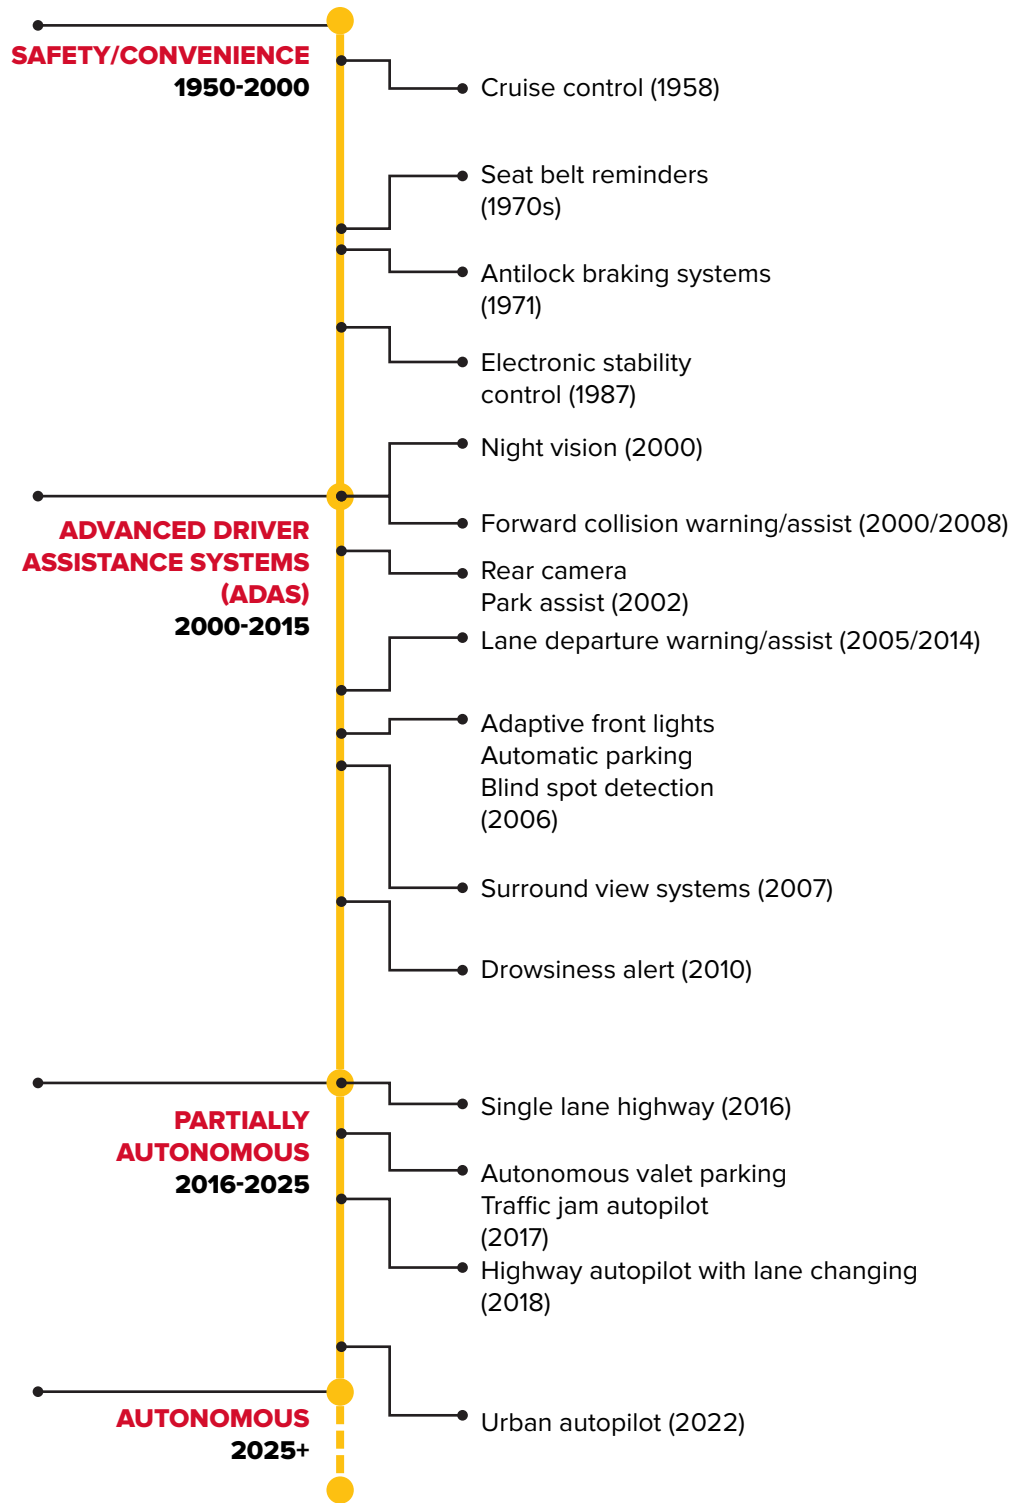 SAFETY/CONVENIENCE
1950-2000
Cruise control (1958)
Seat belt reminders
(1970s)
Antilock braking systems
(1971)
Electronic stability
control (1987)
Night vision (2000)
ADVANCED DRIVER
ASSISTANCE SYSTEMS
(ADAS)
2000-2015
Forward collision warning/assist (2000/2008)
Rear camera
Park assist (2002)
Lane departure warning/assist (2005/2014)
Adaptive front lights
Automatic parking
Blind spot detection
(2006)
Surround view systems (2007)
Drowsiness alert (2010)
PARTIALLY
AUTONOMOUS
2016-2025
Single lane highway (2016)
Autonomous valet parking
Traffic jam autopilot
(2017)
Highway autopilot with lane changing
(2018)
AUTONOMOUS
2025+
Urban autopilot (2022)